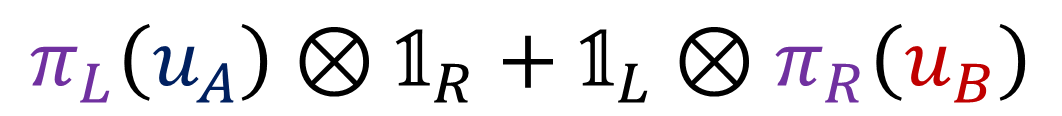 π_L(u_A) ⊗ 𝟙_R + 𝟙_L ⊗ π_R(u_B)